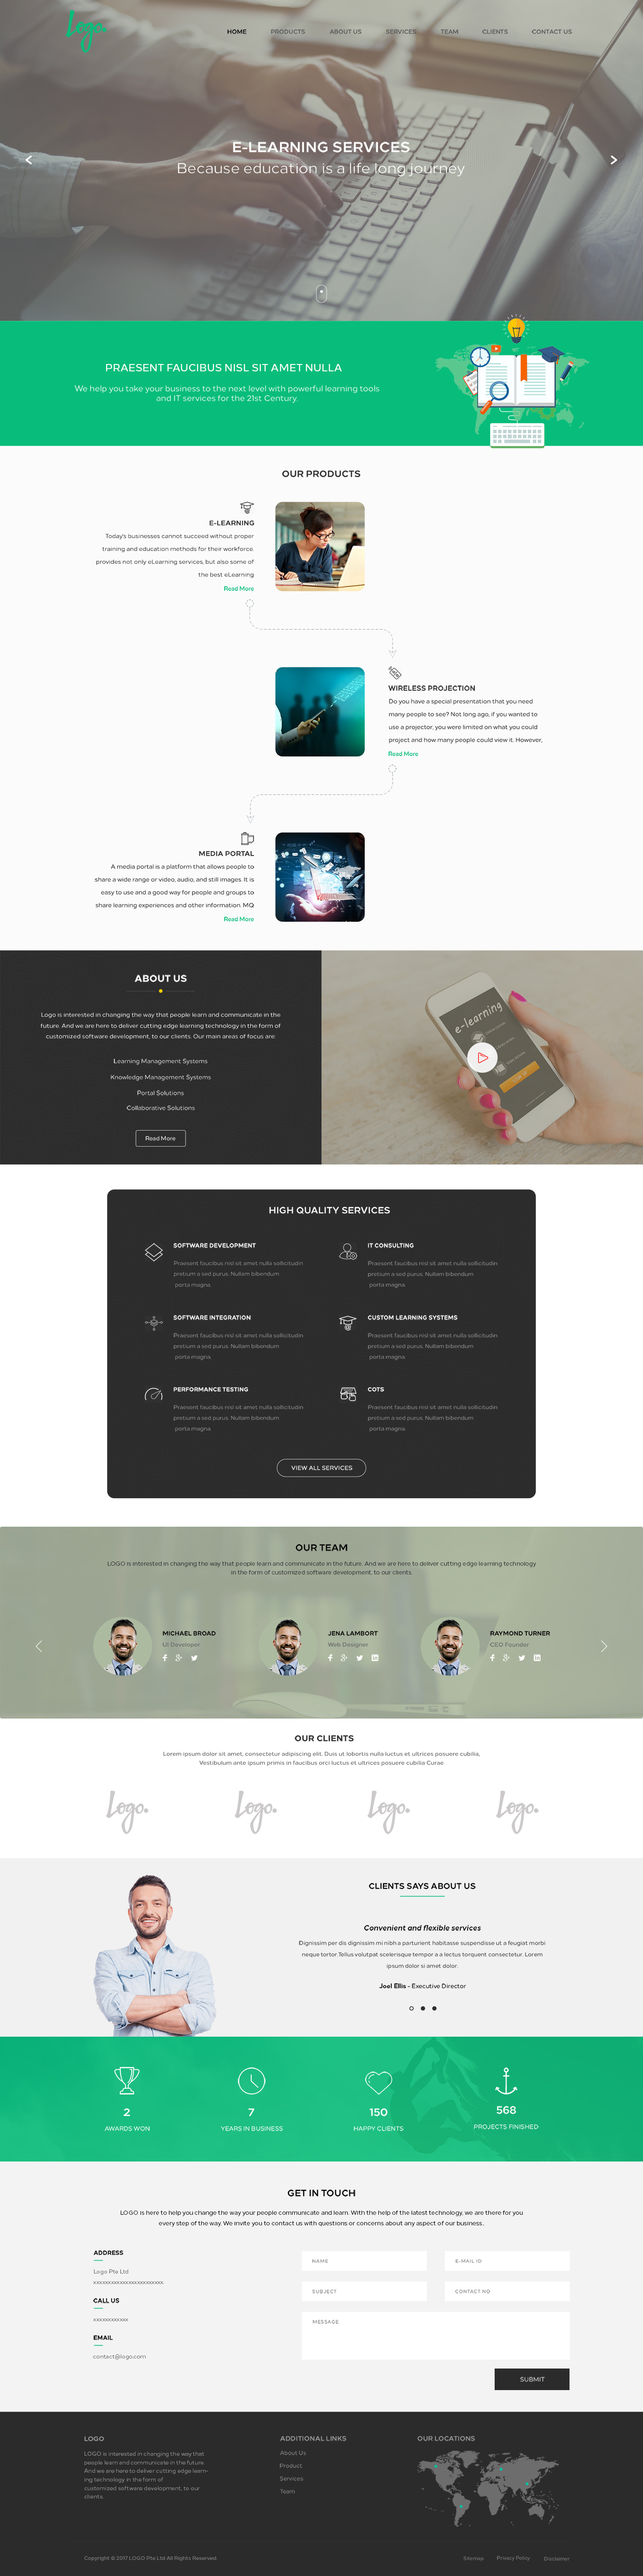 Logo.
HOME PRODUCTS ABOUT US SERVICES TEAM CLIENTS CONTACT US
E-LEARNING SERVICES
Because education is a life long journey
PRAESENT FAUCIBUS NISL SIT AMET NULLA
We help you take your business to the next level with powerful learning tools
and IT services for the 21st Century.
OUR PRODUCTS
E-LEARNING
Today's businesses cannot succeed without proper
training and education methods for their workforce.
provides not only eLearning services, but also some of
the best eLearning
Read More
WIRELESS PROJECTION
Do you have a special presentation that you need
many people to see? Not long ago, if you wanted to
use a projector, you were limited on what you could
project and how many people could view it. However,
Read More
MEDIA PORTAL
A media portal is a platform that allows people to
share a wide range or video, audio, and still images. It is
easy to use and a good way for people and groups to
share learning experiences and other information. MQ
Read More
ABOUT US
Logo is interested in changing the way that people learn and communicate in the
future. And we are here to deliver cutting edge learning technology in the form of
customized software development, to our clients. Our main areas of focus are:
Learning Management Systems
Knowledge Management Systems
Portal Solutions
Collaborative Solutions
Read More
e-learning
HIGH QUALITY SERVICES
SOFTWARE DEVELOPMENT
Praesent faucibus nisl sit amet nulla sollicitudin
pretium a sed purus. Nullam bibendum
porta magna.
IT CONSULTING
Praesent faucibus nisl sit amet nulla sollicitudin
pretium a sed purus. Nullam bibendum
porta magna.
SOFTWARE INTEGRATION
Praesent faucibus nisl sit amet nulla sollicitudin
pretium a sed purus. Nullam bibendum
porta magna.
CUSTOM LEARNING SYSTEMS
Praesent faucibus nisl sit amet nulla sollicitudin
pretium a sed purus. Nullam bibendum
porta magna.
PERFORMANCE TESTING
Praesent faucibus nisl sit amet nulla sollicitudin
pretium a sed purus. Nullam bibendum
porta magna.
COTS
Praesent faucibus nisl sit amet nulla sollicitudin
pretium a sed purus. Nullam bibendum
porta magna.
VIEW ALL SERVICES
OUR TEAM
LOGO is interested in changing the way that people learn and communicate in the future. And we are here to deliver cutting edge learning technology
in the form of customized software development, to our clients.
MICHAEL BROAD
UI Developer
JENA LAMBORT
Web Designer
RAYMOND TURNER
CEO Founder
OUR CLIENTS
Lorem ipsum dolor sit amet, consectetur adipiscing elit. Duis ut lobortis nulla luctus et ultrices posuere cubilia,
Vestibulum ante ipsum primis in faucibus orci luctus et ultrices posuere cubilia Curae
Logo. Logo. Logo. Logo.
CLIENTS SAYS ABOUT US
Convenient and flexible services
Dignissim per dis dignissim mi nibh a parturient habitasse suspendisse ut a feugiat morbi
neque tortor.Tellus volutpat scelerisque tempor a a lectus torquent consectetur. Lorem
ipsum dolor si amet dolor.
Joel Ellis - Executive Director
2
AWARDS WON
7
YEARS IN BUSINESS
150
HAPPY CLIENTS
568
PROJECTS FINISHED
GET IN TOUCH
LOGO is here to help you change the way your people communicate and learn. With the help of the latest technology, we are there for you
every step of the way. We invite you to contact us with questions or concerns about any aspect of our business.
ADDRESS
Logo Pte Ltd
CALL US
xxxxxxxxxxxx
EMAIL
contact@logo.com
NAME
E-MAIL ID
SUBJECT
CONTACT NO
MESSAGE
SUBMIT
LOGO
LOGO is interested in changing the way that
people learn and communicate in the future.
And we are here to deliver cutting edge learn-
ing technology in the form of
customized software development, to our
clients.
ADDITIONAL LINKS
About Us
Product
Services
Team
OUR LOCATIONS
Copyright © 2017 LOGO Pte Ltd All Rights Reserved.
Sitemap Privacy Policy Disclaimer